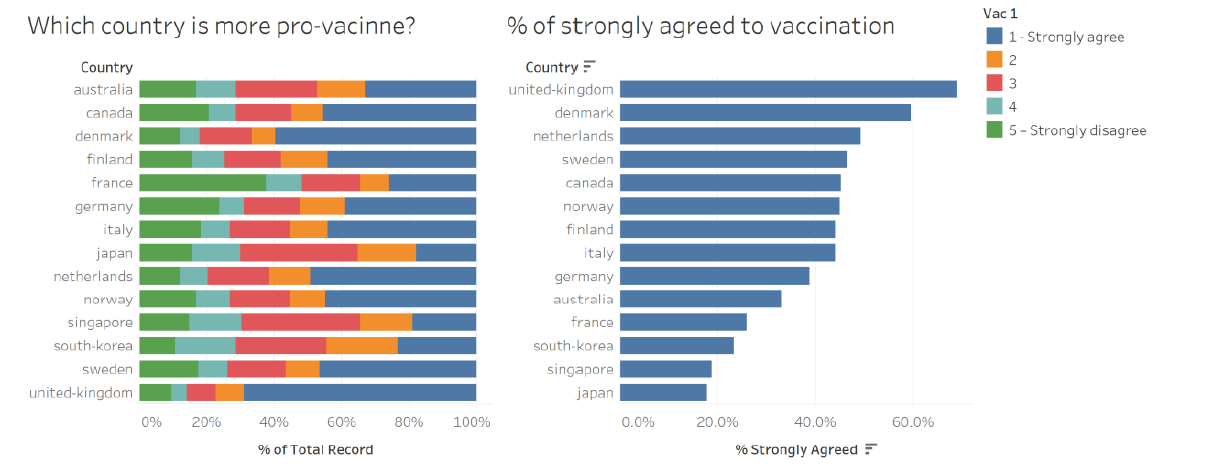 Which country is more pro-vacinne?
Country
australia
canada
denmark
finland
france
germany
italy
japan
netherlands
norway
singapore
south-korea
sweden
united-kingdom
0% 20% 40% 60% 80% 100%
% of Total Record
% of strongly agreed to vaccination
Country
united-kingdom
denmark
netherlands
sweden
canada
norway
finland
italy
germany
australia
france
south-korea
singapore
japan
0.0% 20.0% 40.0% 60.0%
% Strongly Agreed
Vac 1
1 - Strongly agree
2
3
4
5 – Strongly disagree